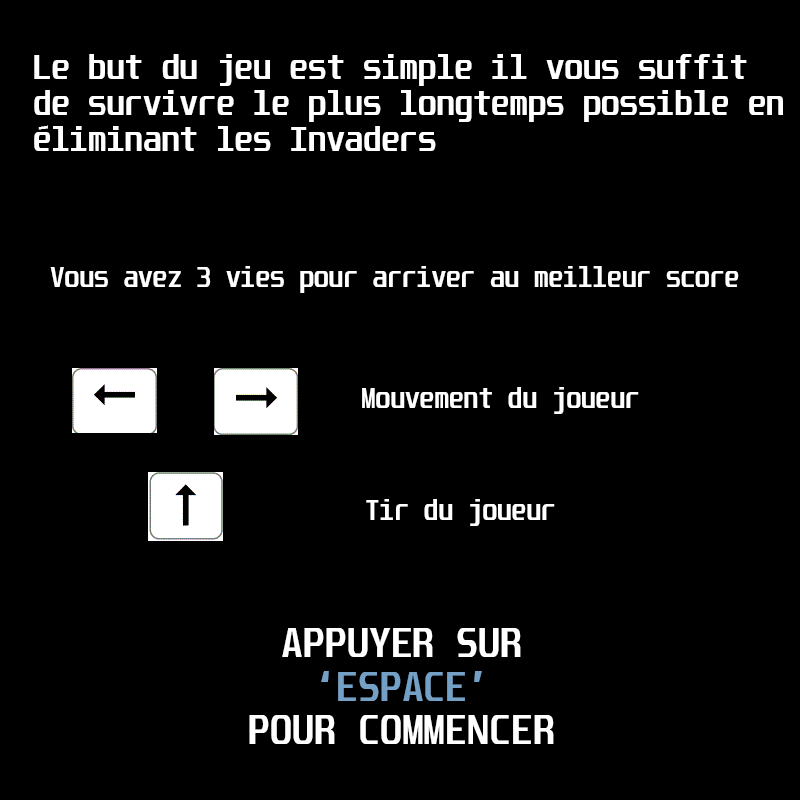 Le but du jeu est simple il vous suffit
de survivre le plus longtemps possible en
éliminant les Invaders
Vous avez 3 vies pour arriver au meilleur score
← → Mouvement du joueur
↑ Tir du joueur
APPUYER SUR
‘ESPACE’
POUR COMMENCER